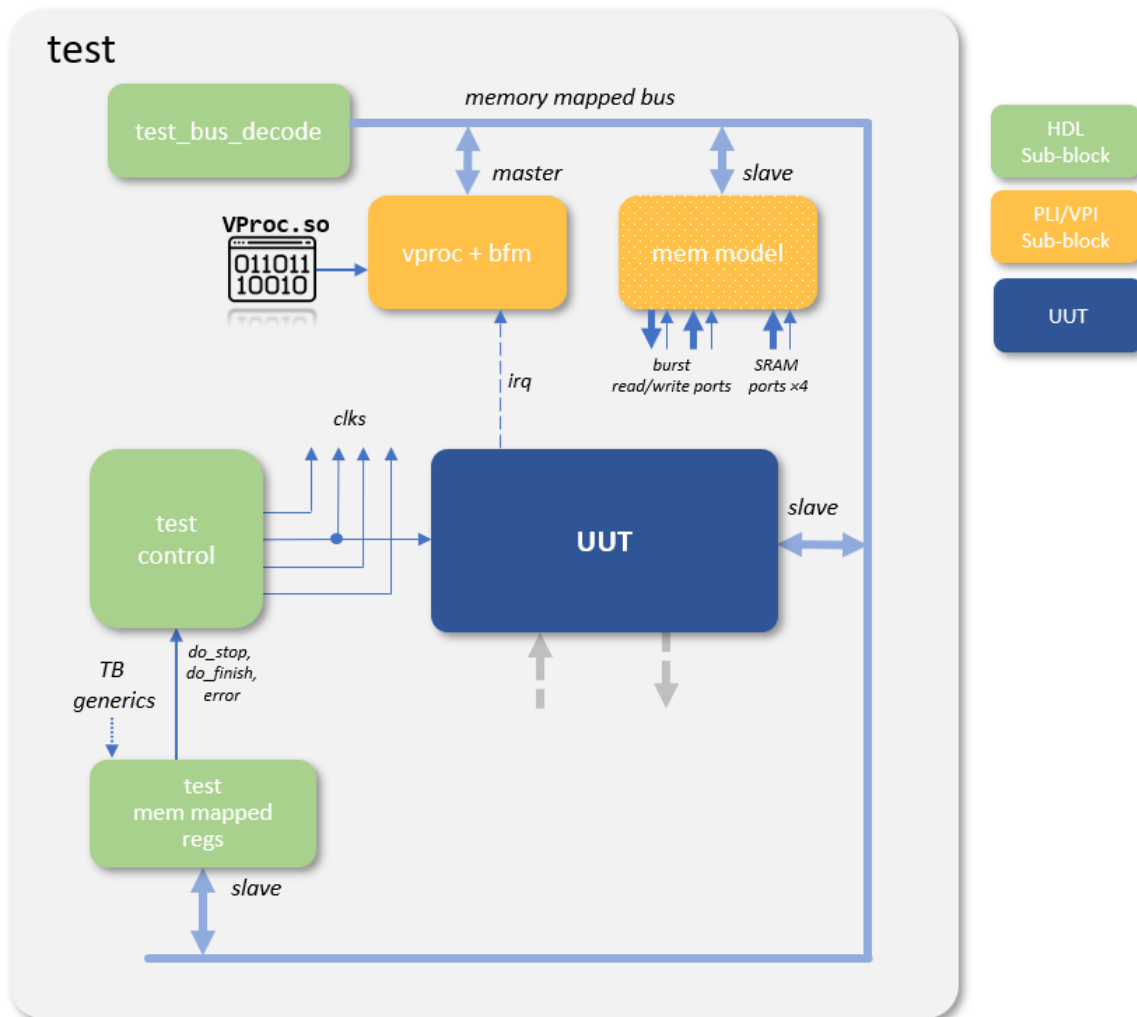 test
memory mapped bus
test_bus_decode
master
slave
VProc.so
011011
10010
vproc + bfm
mem model
burst
read/write ports
SRAM
ports ×4
irq
clks
test
control
UUT
slave
do_stop,
do_finish,
error
TB
generics
test
mem mapped
regs
slave
HDL
Sub-block
PLI/VPI
Sub-block
UUT